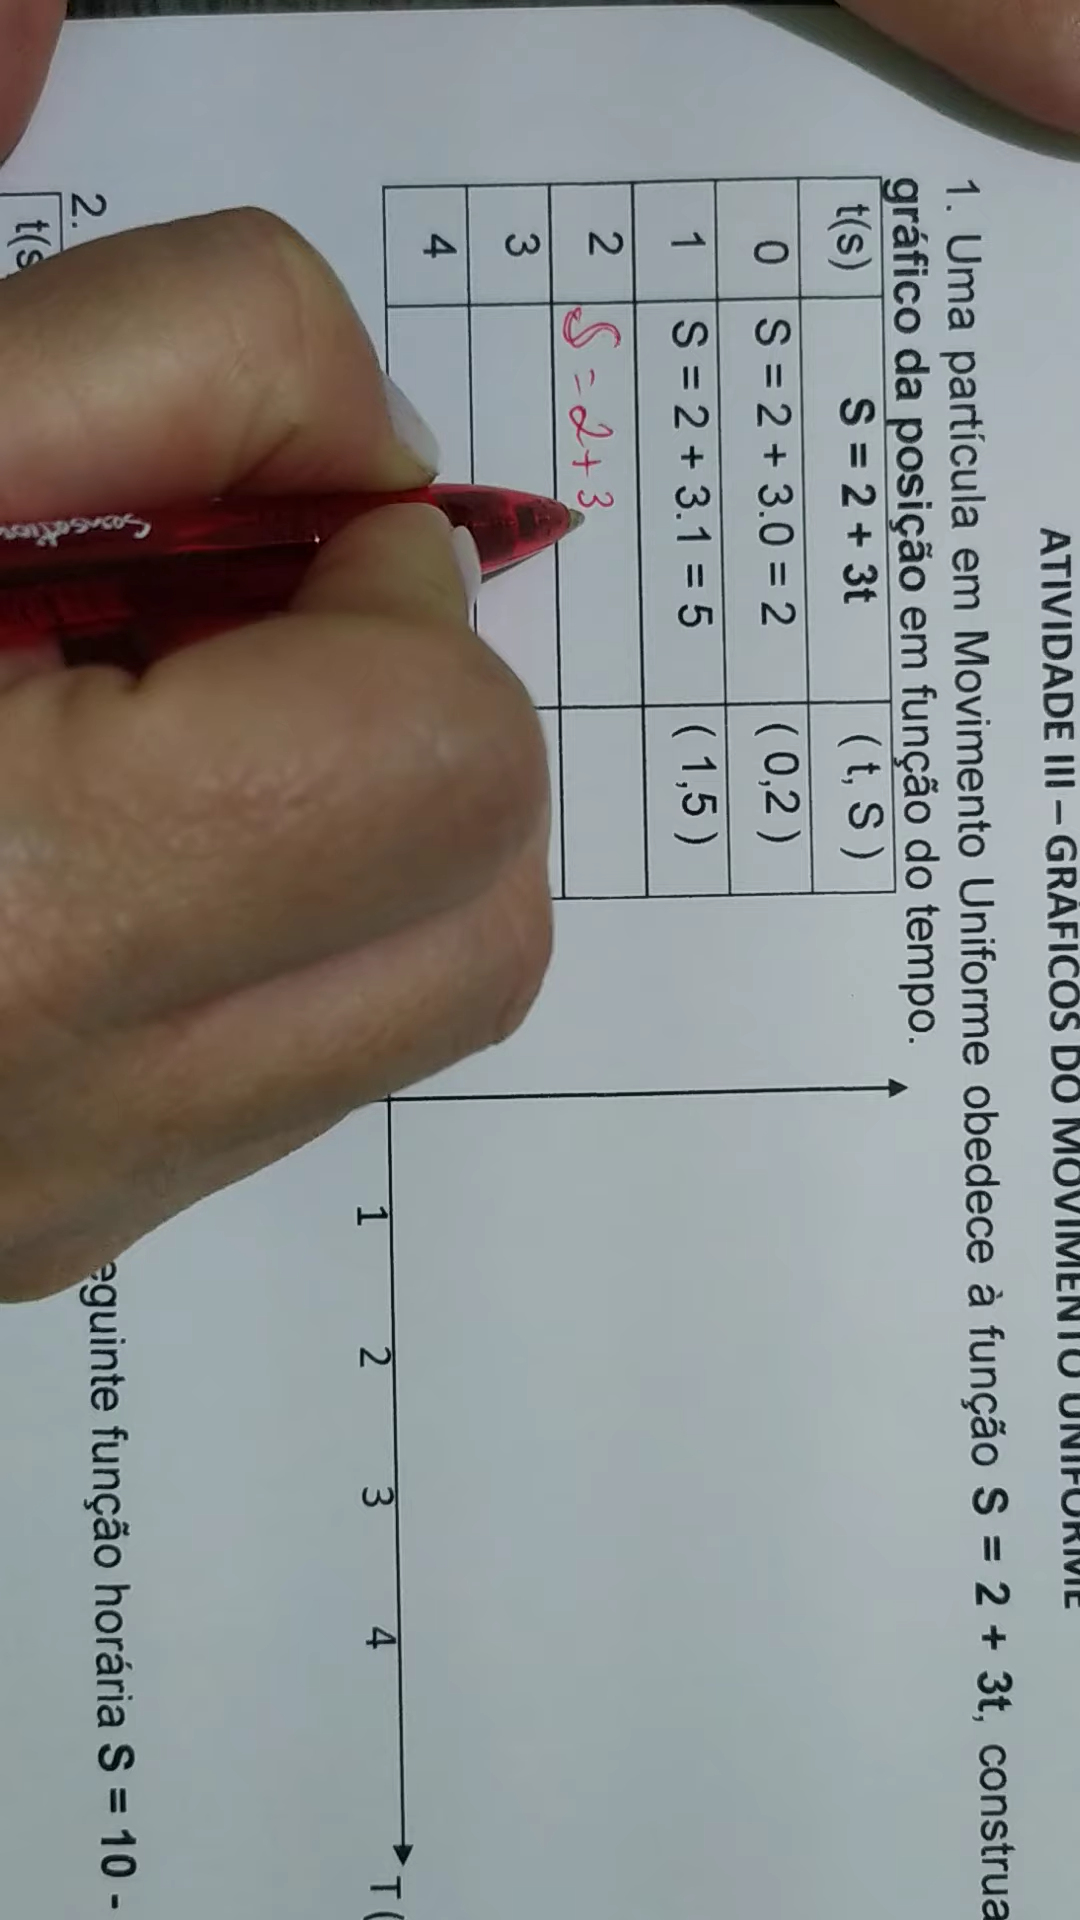 ATIVIDADE III – GRÁFICOS DO MOVIMENTO UNIFORME
1. Uma partícula em Movimento Uniforme obedece à função S = 2 + 3t, construa
gráfico da posição em função do tempo.
t(s) S = 2 + 3t ( t, S )
0 S = 2 + 3.0 = 2 ( 0,2 )
1 S = 2 + 3.1 = 5 ( 1,5 )
2 S = 2 + 3
3
4
1 2 3 4 T (
2. eguinte função horária S = 10 -
t(s
Sensation